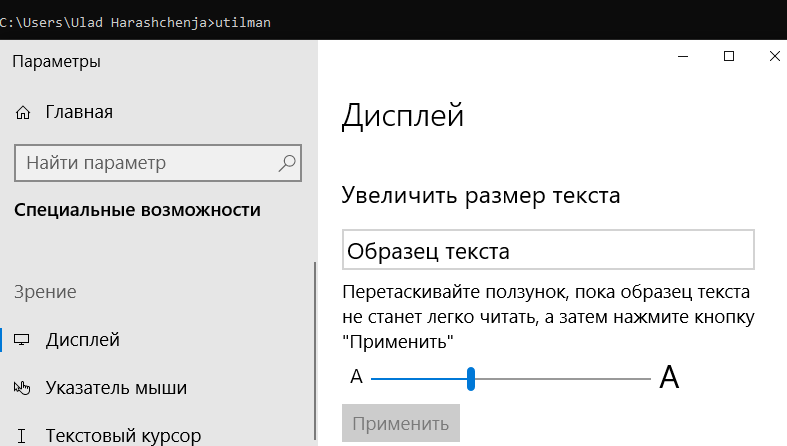 C:\Users\Ulad Harashchenja>utilman
Параметры
Главная
Найти параметр
Специальные возможности
Зрение
Дисплей
Указатель мыши
Текстовый курсор
Дисплей
Увеличить размер текста
Образец текста
Перетаскивайте ползунок, пока образец текста
не станет легко читать, а затем нажмите кнопку
"Применить"
A A
Применить